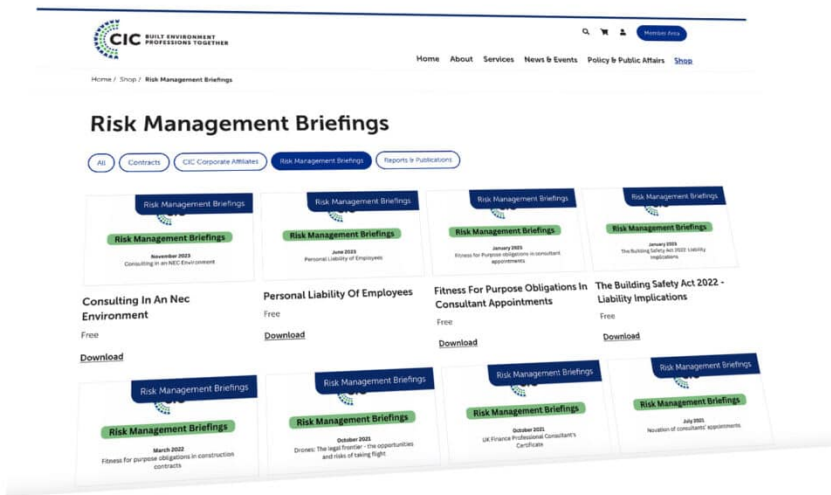 CIC BUILT ENVIRONMENT
PROFESSIONS TOGETHER
Member Area
Home About Services News & Events Policy & Public Affairs Shop
Home / Shop / Risk Management Briefings
Risk Management Briefings
All Contracts CIC Corporate Affiliates Risk Management Briefings Reports & Publications
Risk Management Briefings
Risk Management Briefings
November 2023
Consulting in an NEC Environment
Consulting In An Nec
Environment
Free
Download
Risk Management Briefings
Risk Management Briefings
June 2023
Personal Liability of Employees
Personal Liability Of Employees
Free
Download
Risk Management Briefings
Risk Management Briefings
January 2023
Fitness for Purpose obligations in consultant
appointments
Fitness For Purpose Obligations In
Consultant Appointments
Free
Download
Risk Management Briefings
Risk Management Briefings
January 2023
The Building Safety Act 2022 Liability
Implications
The Building Safety Act 2022 -
Liability Implications
Free
Download
Risk Management Briefings
Risk Management Briefings
March 2022
Fitness for purpose obligations in construction
contracts
Risk Management Briefings
Risk Management Briefings
October 2021
Drones: The legal frontier - the opportunities
and risks of taking flight
Risk Management Briefings
Risk Management Briefings
October 2021
UK Finance Professional Consultant's
Certificate
Risk Management Briefings
Risk Management Briefings
July 2021
Novation of consultants' appointments